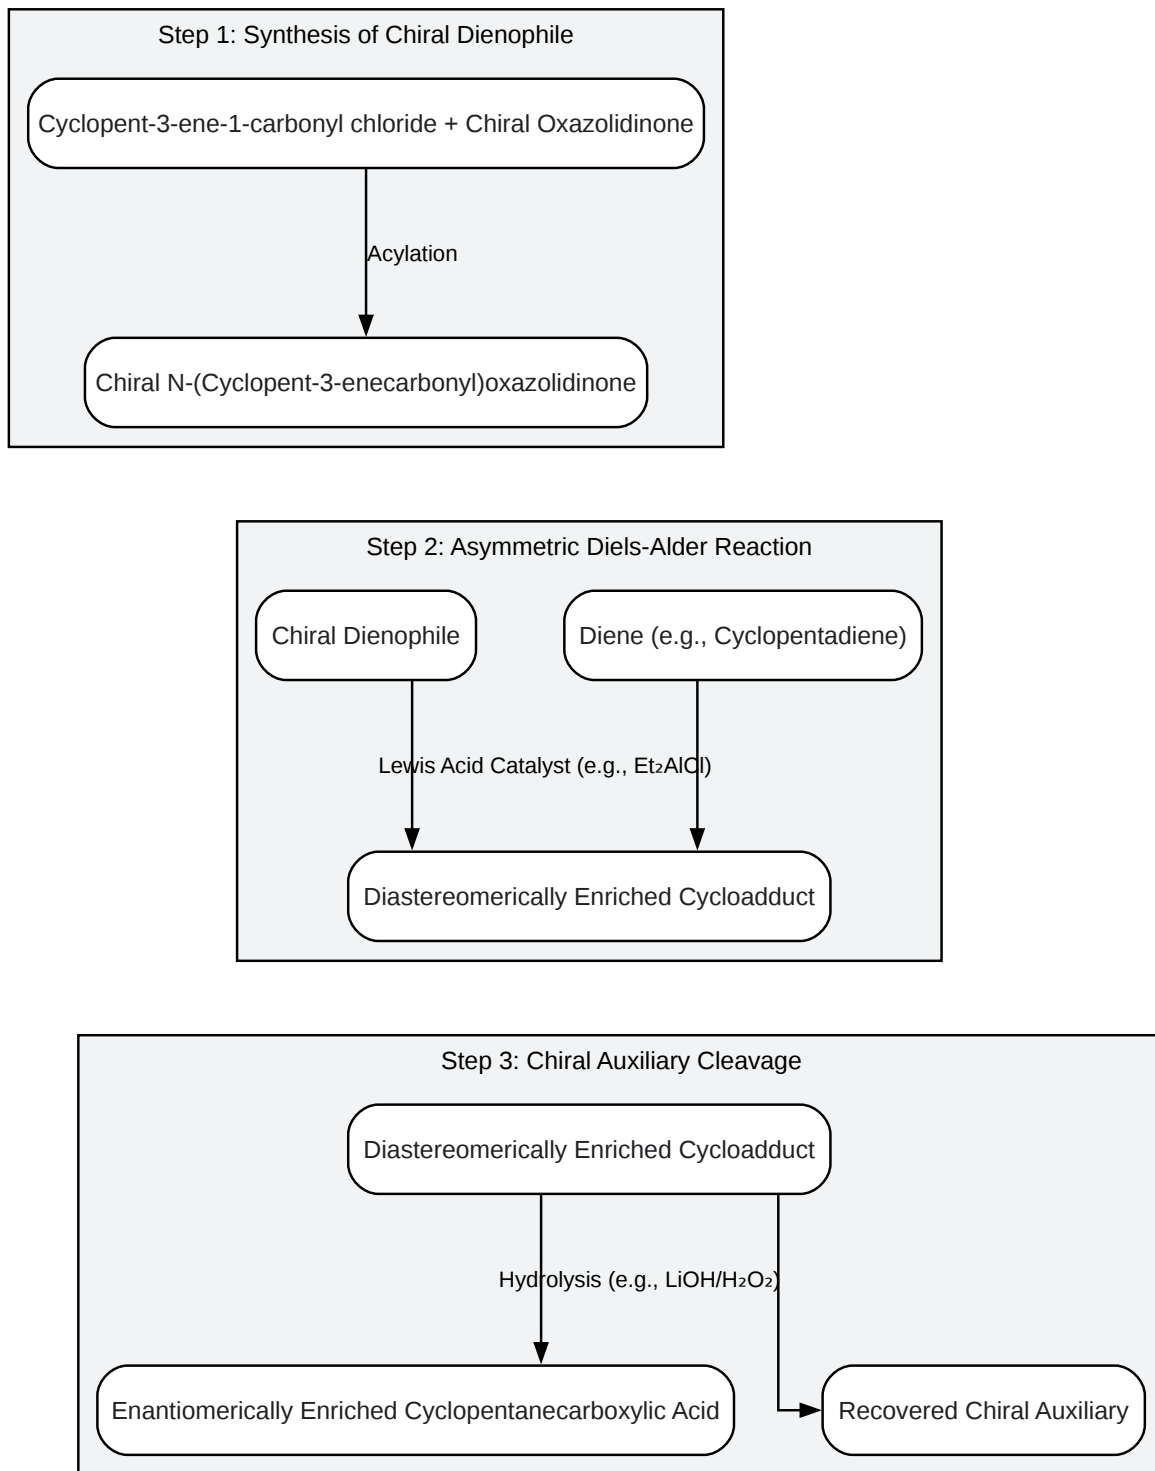 Step 1: Synthesis of Chiral Dienophile
Cyclopent-3-ene-1-carbonyl chloride + Chiral Oxazolidinone
Acylation
Chiral N-(Cyclopent-3-enecarbonyl)oxazolidinone
Step 2: Asymmetric Diels-Alder Reaction
Chiral Dienophile
Diene (e.g., Cyclopentadiene)
Lewis Acid Catalyst (e.g., Et₂AlCl)
Diastereomerically Enriched Cycloadduct
Step 3: Chiral Auxiliary Cleavage
Diastereomerically Enriched Cycloadduct
Hydrolysis (e.g., LiOH/H₂O₂)
Enantiomerically Enriched Cyclopentanecarboxylic Acid
Recovered Chiral Auxiliary